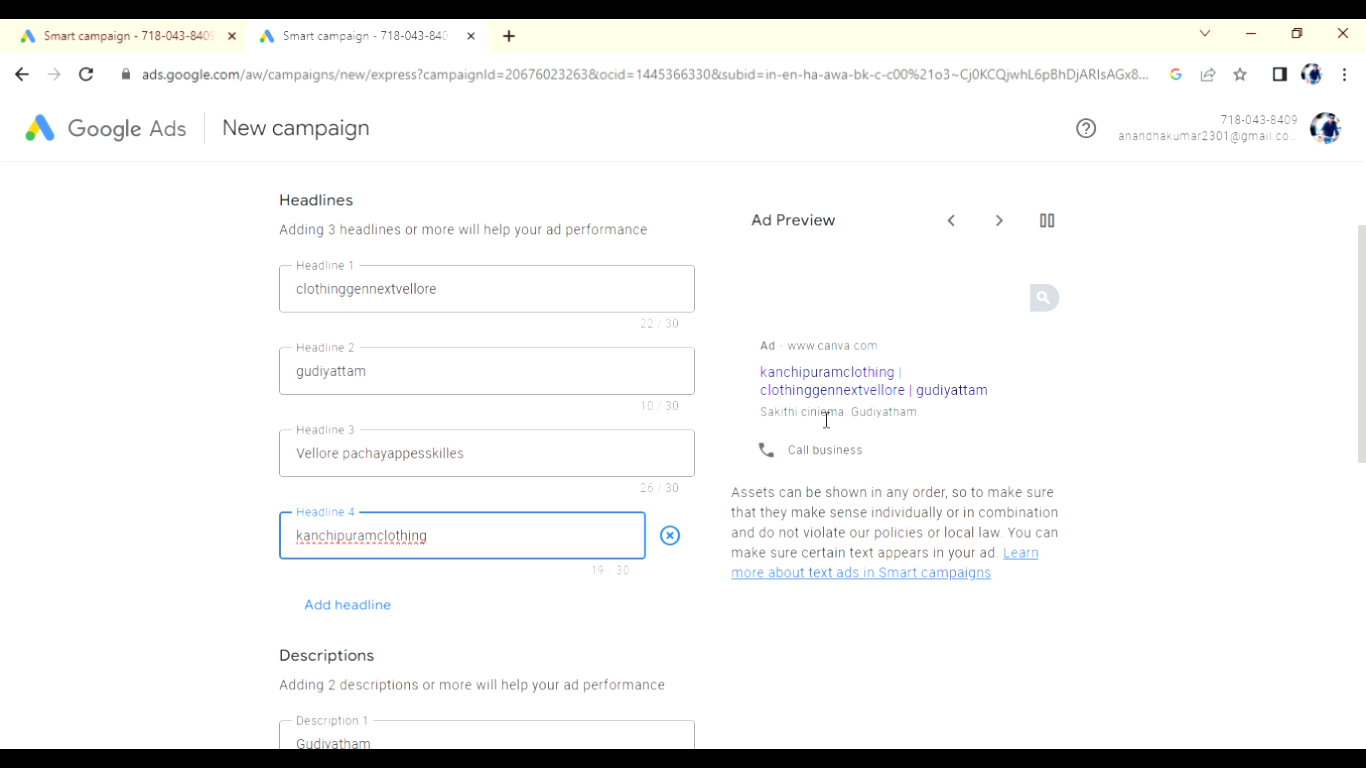 Smart campaign - 718-043-8409
Smart campaign - 718-043-840
ads.google.com/aw/campaigns/new/express?campaignId=20676023263&ocid=1445366330&subid=in-en-ha-awa-bk-c-c00%21o3~Cj0KCQjwhL6pBhDjARIsAGx8...
Google Ads
New campaign
718-043-8409
anandhakumar2301@gmail.co...
Headlines
Adding 3 headlines or more will help your ad performance
Headline 1
clothinggennextvellore
22 / 30
Headline 2
gudiyattam
10 / 30
Headline 3
Vellore pachayappesskilles
26 / 30
Headline 4
kanchipuramclothing
19 / 30
Add headline
Descriptions
Adding 2 descriptions or more will help your ad performance
Description 1
Gudiyatham
Ad Preview
Ad · www.canva.com
kanchipuramclothing |
clothinggennextvellore | gudiyattam
Sakithi ciniema. Gudiyatham.
Call business
Assets can be shown in any order, so to make sure
that they make sense individually or in combination
and do not violate our policies or local law. You can
make sure certain text appears in your ad. Learn
more about text ads in Smart campaigns